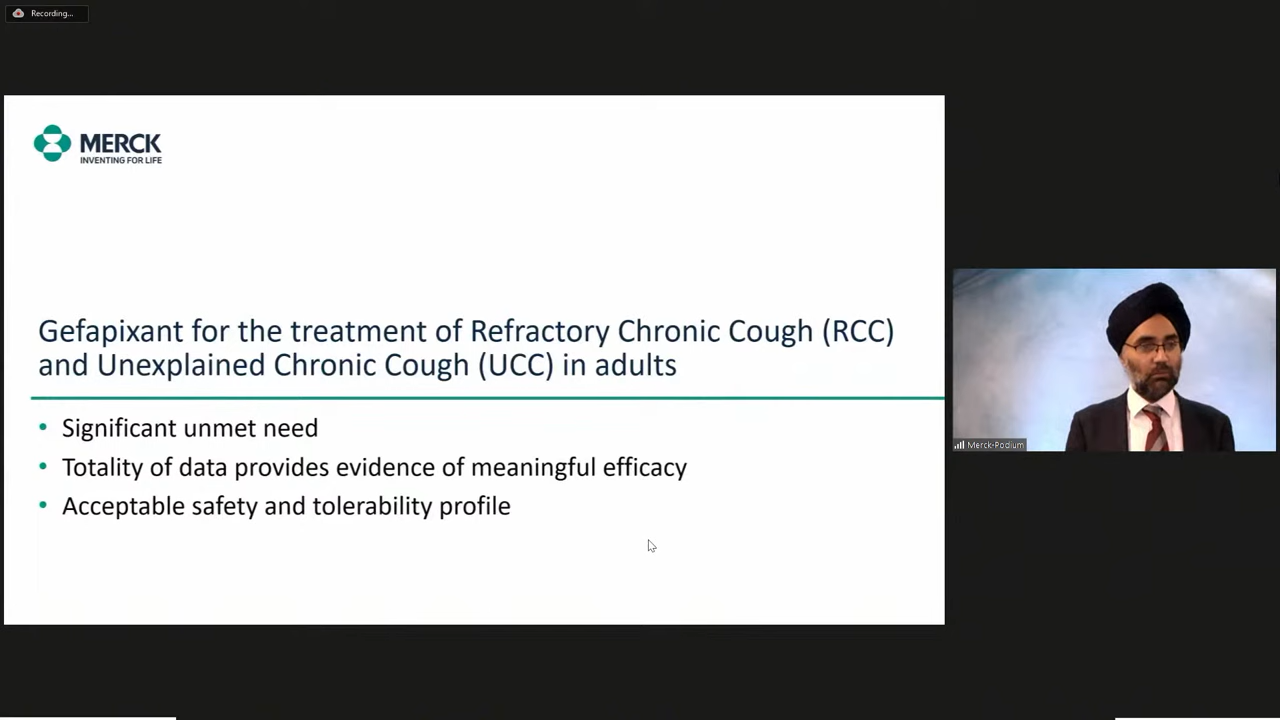 Recording...
MERCK
INVENTING FOR LIFE
Gefapixant for the treatment of Refractory Chronic Cough (RCC)
and Unexplained Chronic Cough (UCC) in adults
• Significant unmet need
• Totality of data provides evidence of meaningful efficacy
• Acceptable safety and tolerability profile
Merck-Podium